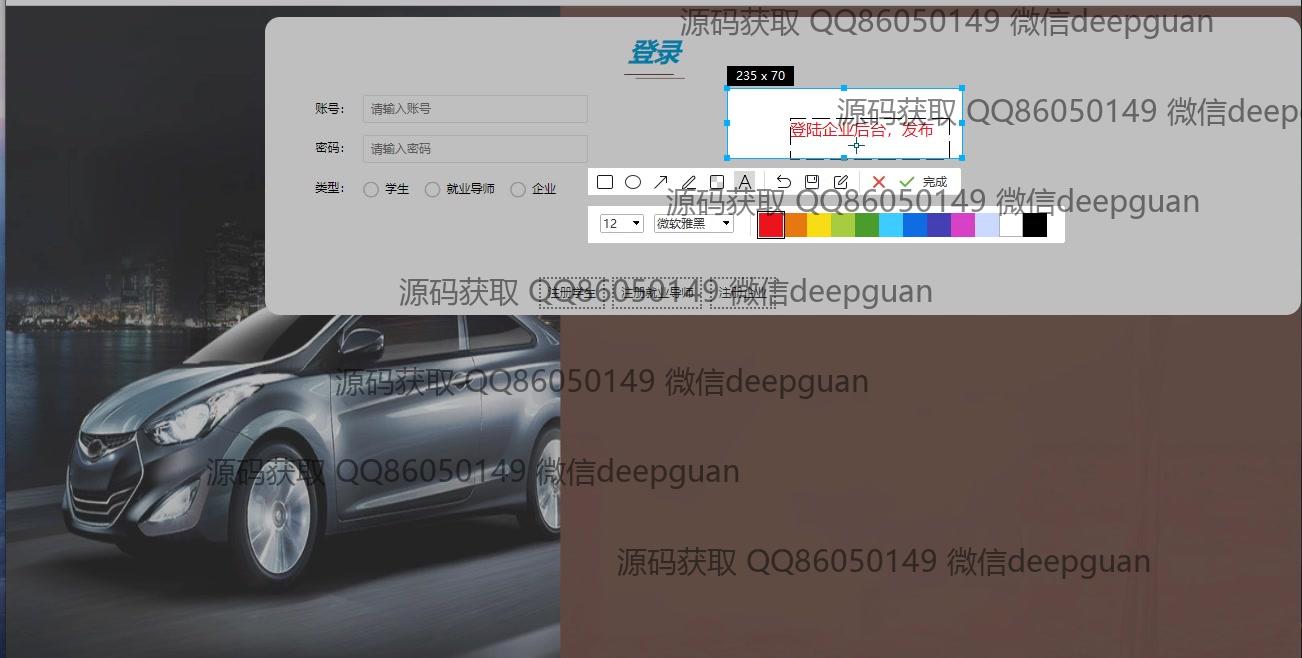 源码获取 QQ86050149 微信deepguan
登录
235 x 70
账号：
请输入账号
源码获取 QQ86050149 微信deep
登陆企业后台，发布
密码：
请输入密码
类型：
学生
就业导师
企业
A
完成
源码获取 QQ86050149 微信deepguan
12
微软雅黑
源码获取 QQ86050149 微信deepguan
注册学生
注册就业导师
注册企业
源码获取 QQ86050149 微信deepguan
源码获取 QQ86050149 微信deepguan
源码获取 QQ86050149 微信deepguan